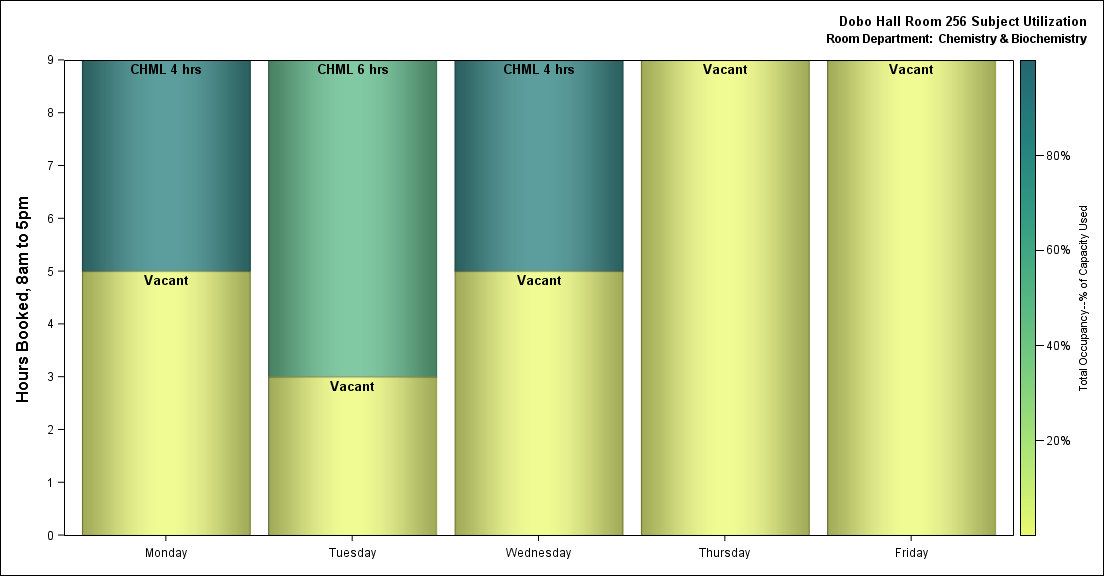 Dobo Hall Room 256 Subject Utilization
Room Department: Chemistry & Biochemistry
Hours Booked, 8am to 5pm
9
8
7
6
5
4
3
2
1
0
CHML 4 hrs
Vacant
CHML 6 hrs
Vacant
CHML 4 hrs
Vacant
Vacant
Vacant
Monday
Tuesday
Wednesday
Thursday
Friday
80%
60%
40%
20%
Total Occupancy--% of Capacity Used